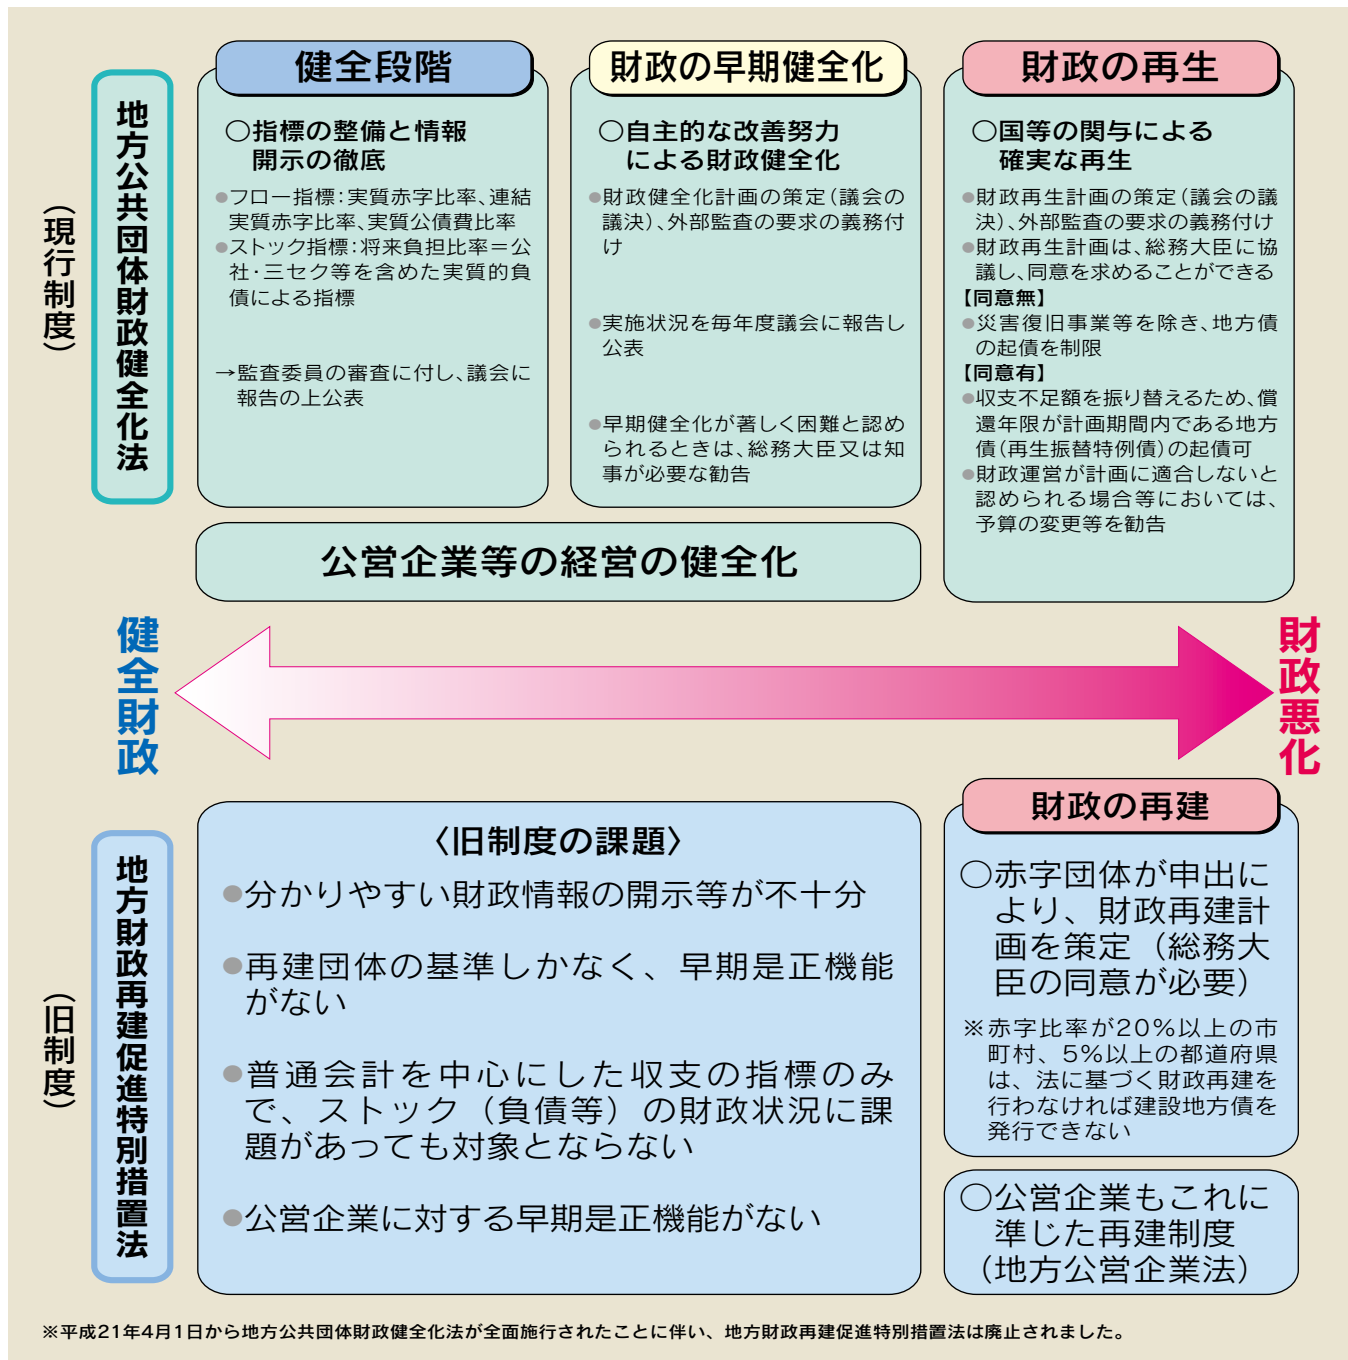 地方公共団体財政健全化法
（現行制度）
健全段階
○指標の整備と情報
開示の徹底
●フロー指標：実質赤字比率、連結
実質赤字比率、実質公債費比率
●ストック指標：将来負担比率＝公
社・三セク等を含めた実質的負
債による指標
→監査委員の審査に付し、議会に
報告の上公表
財政の早期健全化
○自主的な改善努力
による財政健全化
●財政健全化計画の策定（議会の
議決）、外部監査の要求の義務付
け
●実施状況を毎年度議会に報告し
公表
●早期健全化が著しく困難と認め
られるときは、総務大臣又は知
事が必要な勧告
財政の再生
○国等の関与による
確実な再生
●財政再生計画の策定（議会の議
決）、外部監査の要求の義務付け
●財政再生計画は、総務大臣に協
議し、同意を求めることができる
【同意無】
●災害復旧事業等を除き、地方債
の起債を制限
【同意有】
●収支不足額を振り替えるため、償
還年限が計画期間内である地方
債（再生振替特例債）の起債可
●財政運営が計画に適合しないと
認められる場合等においては、
予算の変更等を勧告
公営企業等の経営の健全化
健全財政
財政悪化
地方財政再建促進特別措置法
（旧制度）
〈旧制度の課題〉
●分かりやすい財政情報の開示等が不十分
●再建団体の基準しかなく、早期是正機能
がない
●普通会計を中心にした収支の指標のみ
で、ストック（負債等）の財政状況に課
題があっても対象とならない
●公営企業に対する早期是正機能がない
財政の再建
○赤字団体が申出に
より、財政再建計
画を策定（総務大
臣の同意が必要）
※赤字比率が20％以上の市
町村、5％以上の都道府県
は、法に基づく財政再建を
行わなければ建設地方債を
発行できない
○公営企業もこれに
準じた再建制度
（地方公営企業法）
※平成21年4月1日から地方公共団体財政健全化法が全面施行されたことに伴い、地方財政再建促進特別措置法は廃止されました。